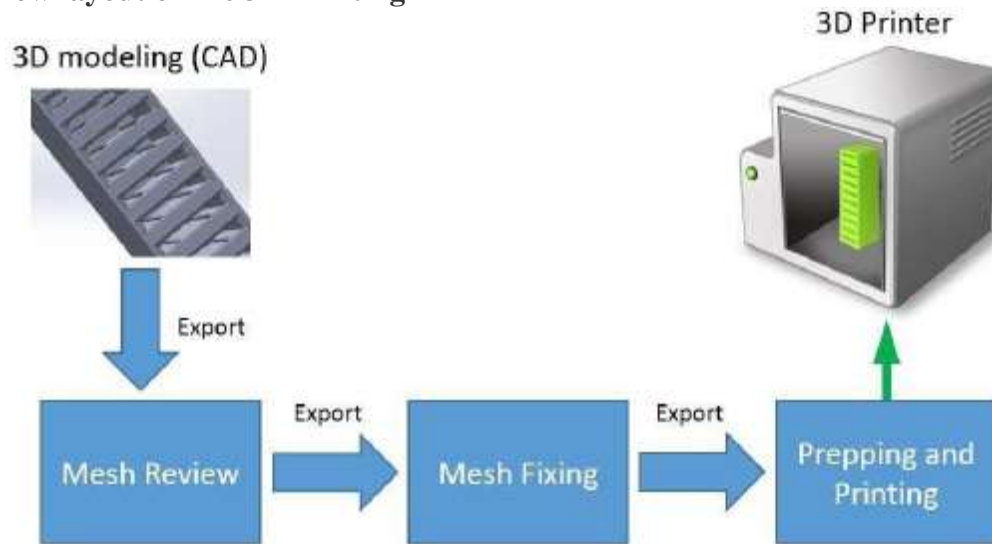 3D Printer
3D modeling (CAD)
Export
Export
Export
Mesh Review
Mesh Fixing
Prepping and
Printing